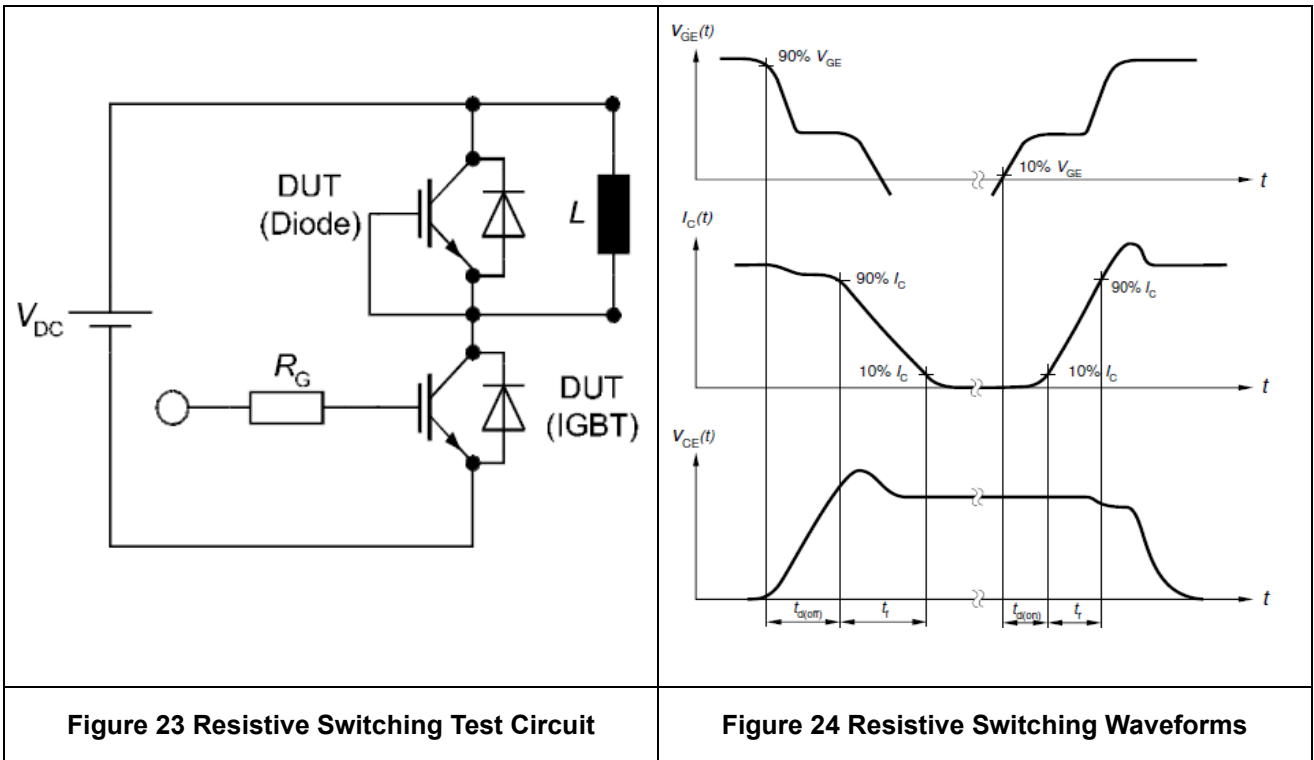 DUT
(Diode)
L
V_DC
R_G
DUT
(IGBT)
Figure 23 Resistive Switching Test Circuit
V_GE(t)
90% V_GE
10% V_GE
t
I_C(t)
90% I_C
90% I_C
10% I_C
10% I_C
t
V_CE(t)
t
t_d(off)
t_f
t_d(on)
t_r
Figure 24 Resistive Switching Waveforms